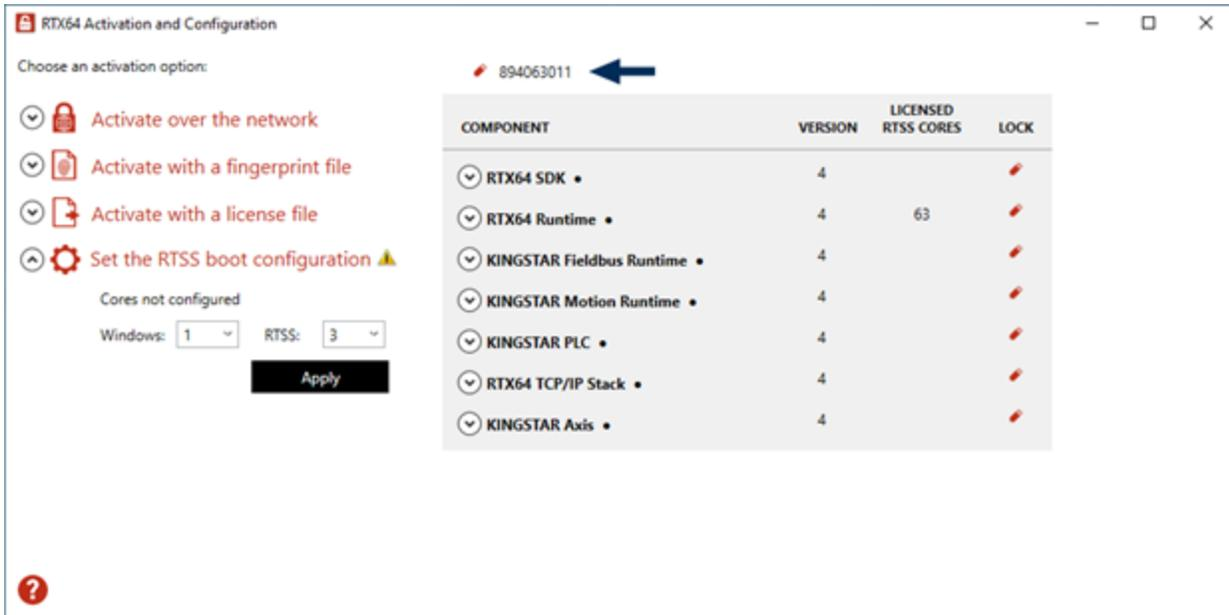 RTX64 Activation and Configuration
Choose an activation option:
Activate over the network
Activate with a fingerprint file
Activate with a license file
Set the RTSS boot configuration
Cores not configured
Windows: 1 RTSS: 3
Apply
894063011
COMPONENT VERSION LICENSED RTSS CORES LOCK
RTX64 SDK • 4
RTX64 Runtime • 4 63
KINGSTAR Fieldbus Runtime • 4
KINGSTAR Motion Runtime • 4
KINGSTAR PLC • 4
RTX64 TCP/IP Stack • 4
KINGSTAR Axis • 4
?